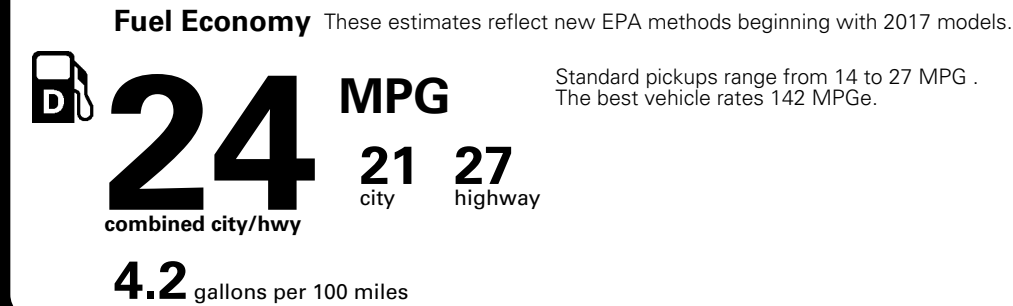 Fuel Economy These estimates reflect new EPA methods beginning with 2017 models.
D
24 MPG
Standard pickups range from 14 to 27 MPG .
The best vehicle rates 142 MPGe.
21 27
city highway
combined city/hwy
4.2 gallons per 100 miles